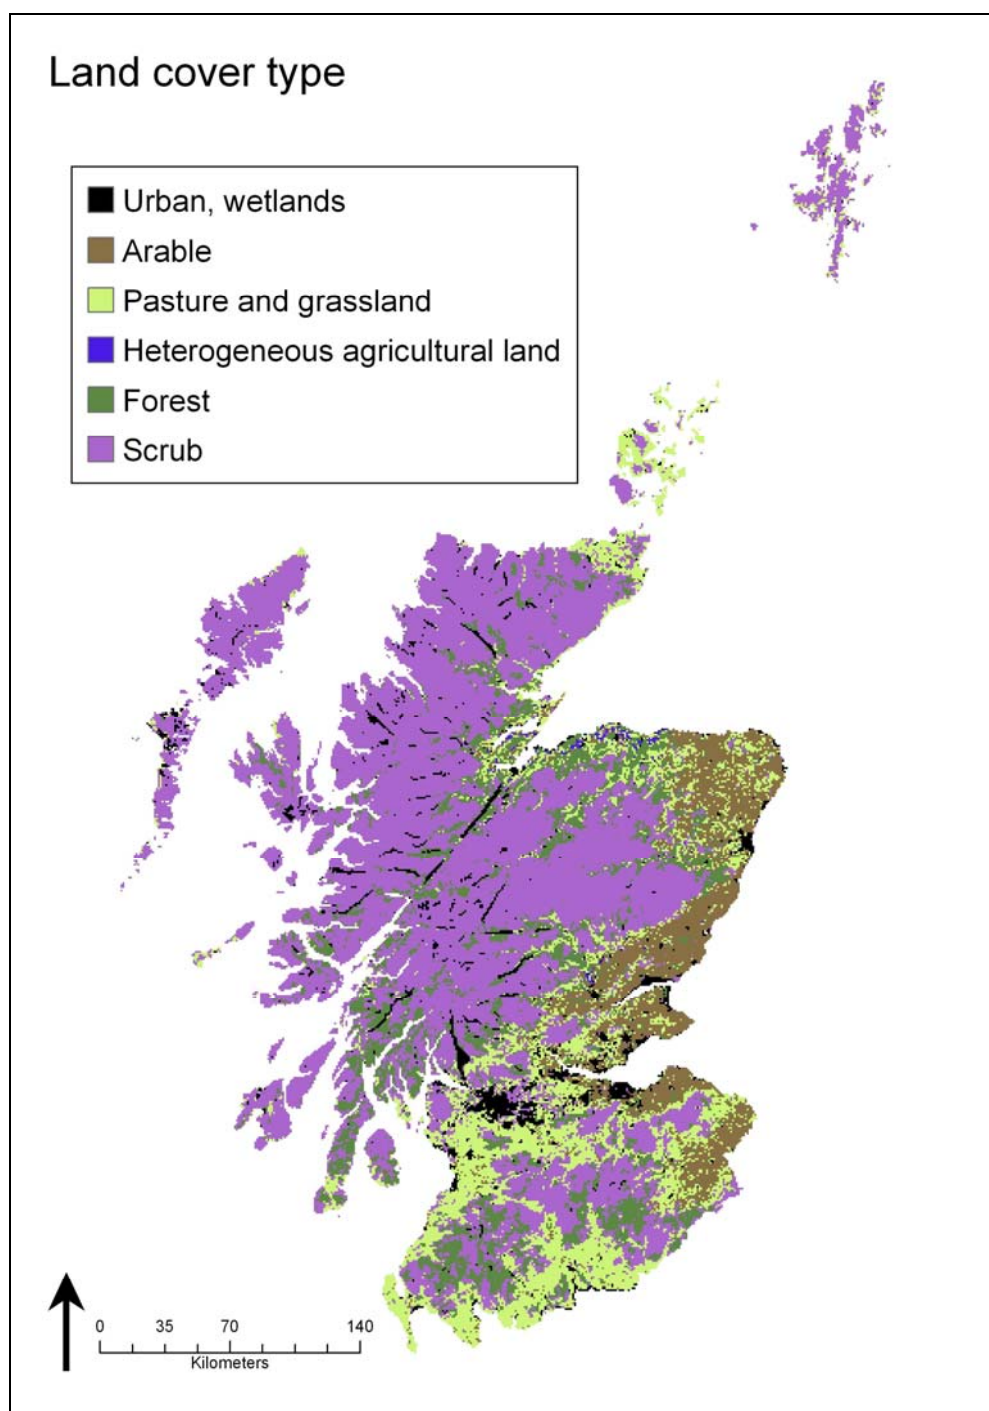 Land cover type
Urban, wetlands
Arable
Pasture and grassland
Heterogeneous agricultural land
Forest
Scrub
0 35 70 140
Kilometers